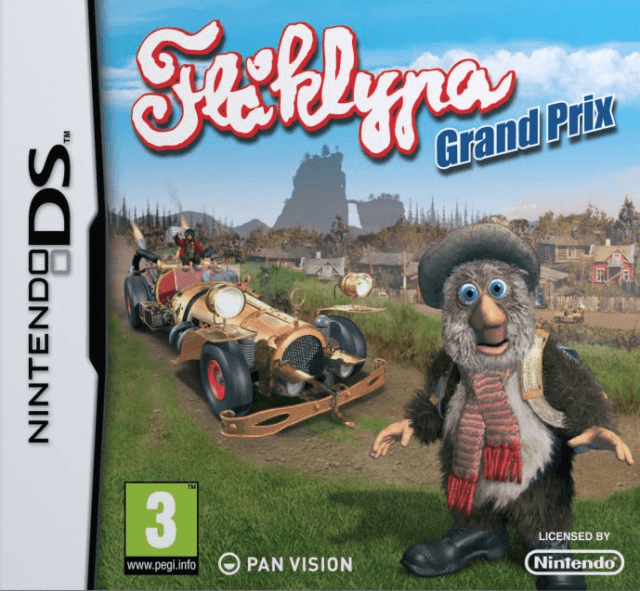 Flåklypa
Grand Prix
NINTENDO DS
TM
3
TM
www.pegi.info
PAN VISION
LICENSED BY
Nintendo